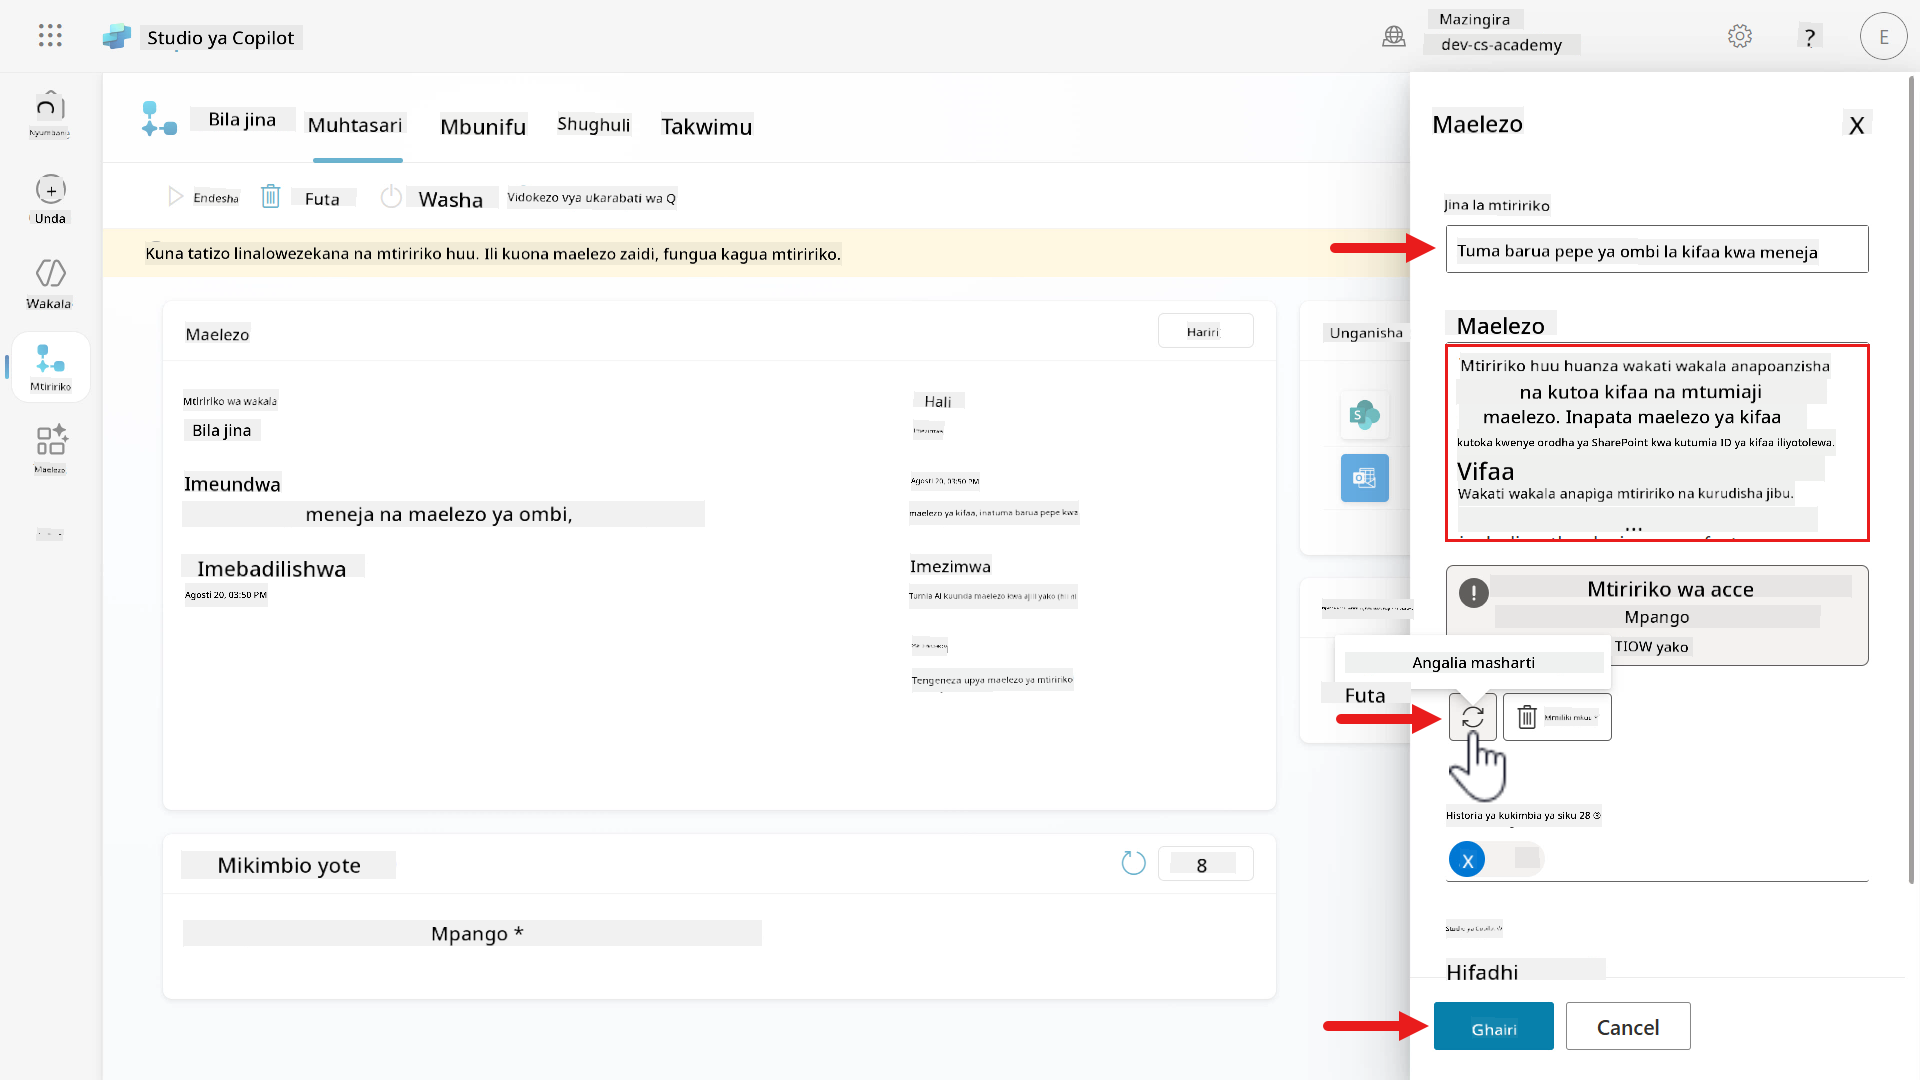 Studio ya Copilot
Mazingira
dev-cs-academy
?
E
Nyumbani
Unda
Wakala
Mtiririko
Maelezo
Bila jina
Muhtasari
Mbunifu
Shughuli
Takwimu
Endesha
Futa
Washa
Vidokezo vya ukarabati wa Q
Kuna tatizo linalowezekana na mtiririko huu. Ili kuona maelezo zaidi, fungua kagua mtiririko.
Maelezo
Hariri
Mtiririko wa wakala
Bila jina
Imeundwa
meneja na maelezo ya ombi,
Imebadilishwa
Agosti 20, 03:50 PM
Hali
Imezimwa
Agosti 20, 03:50 PM
maelezo ya kifaa, inatuma barua pepe kwa
Imezimwa
Tumia AI kuunda maelezo kwa ajili yako
Tengeneza upya maelezo ya mtiririko
Mikimbio yote
8
Mpango *
Unganisha
Futa
Maelezo
X
Jina la mtiririko
Tuma barua pepe ya ombi la kifaa kwa meneja
Maelezo
Mtiririko huu huanza wakati wakala anapoanzisha
na kutoa kifaa na mtumiaji
maelezo. Inapata maelezo ya kifaa
kutoka kwenye orodha ya SharePoint kwa kutumia ID ya kifaa iliyotolewa.
Vifaa
Wakati wakala anapiga mtiririko na kurudisha jibu.
...
Mtiririko wa acce
Mpango
TIOW yako
Angalia masharti
Mmiliki mkuu *
Historia ya kukimbia ya siku 28
X
Studio ya Copilot
Hifadhi
Ghairi
Cancel